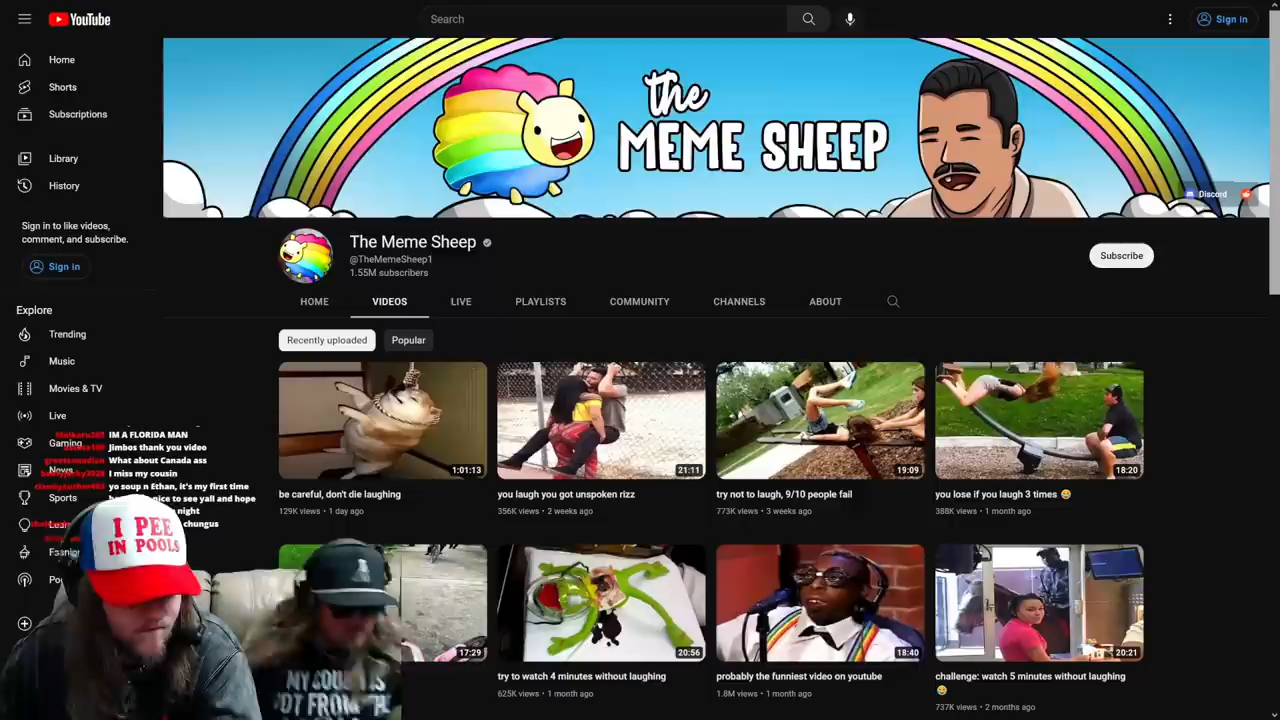 YouTube
Search
Sign in
Home
Shorts
Subscriptions
Library
History
Sign in to like videos,
comment, and subscribe.
Sign in
Explore
Trending
Music
Movies & TV
Live
Gaming
News
Sports
the
MEME SHEEP
Discord
The Meme Sheep
@TheMemeSheep1
1.55M subscribers
Subscribe
HOME
VIDEOS
LIVE
PLAYLISTS
COMMUNITY
CHANNELS
ABOUT
Recently uploaded
Popular
1:01:13
21:11
19:09
18:20
be careful, don't die laughing
129K views • 1 day ago
you laugh you got unspoken rizz
356K views • 2 weeks ago
try not to laugh, 9/10 people fail
773K views • 3 weeks ago
you lose if you laugh 3 times 😂
388K views • 1 month ago
17:29
20:56
18:40
20:21
try to watch 4 minutes without laughing
625K views • 1 month ago
probably the funniest video on youtube
1.8M views • 1 month ago
challenge: watch 5 minutes without laughing
😂
737K views • 2 months ago
IM A FLORIDA MAN
Jimbos thank you video
What about Canada ass
I miss my cousin
yo soup n Ethan, it's my first time
nice to see yall and hope
night
chungus
I PEE
IN POOLS
MY
FROM